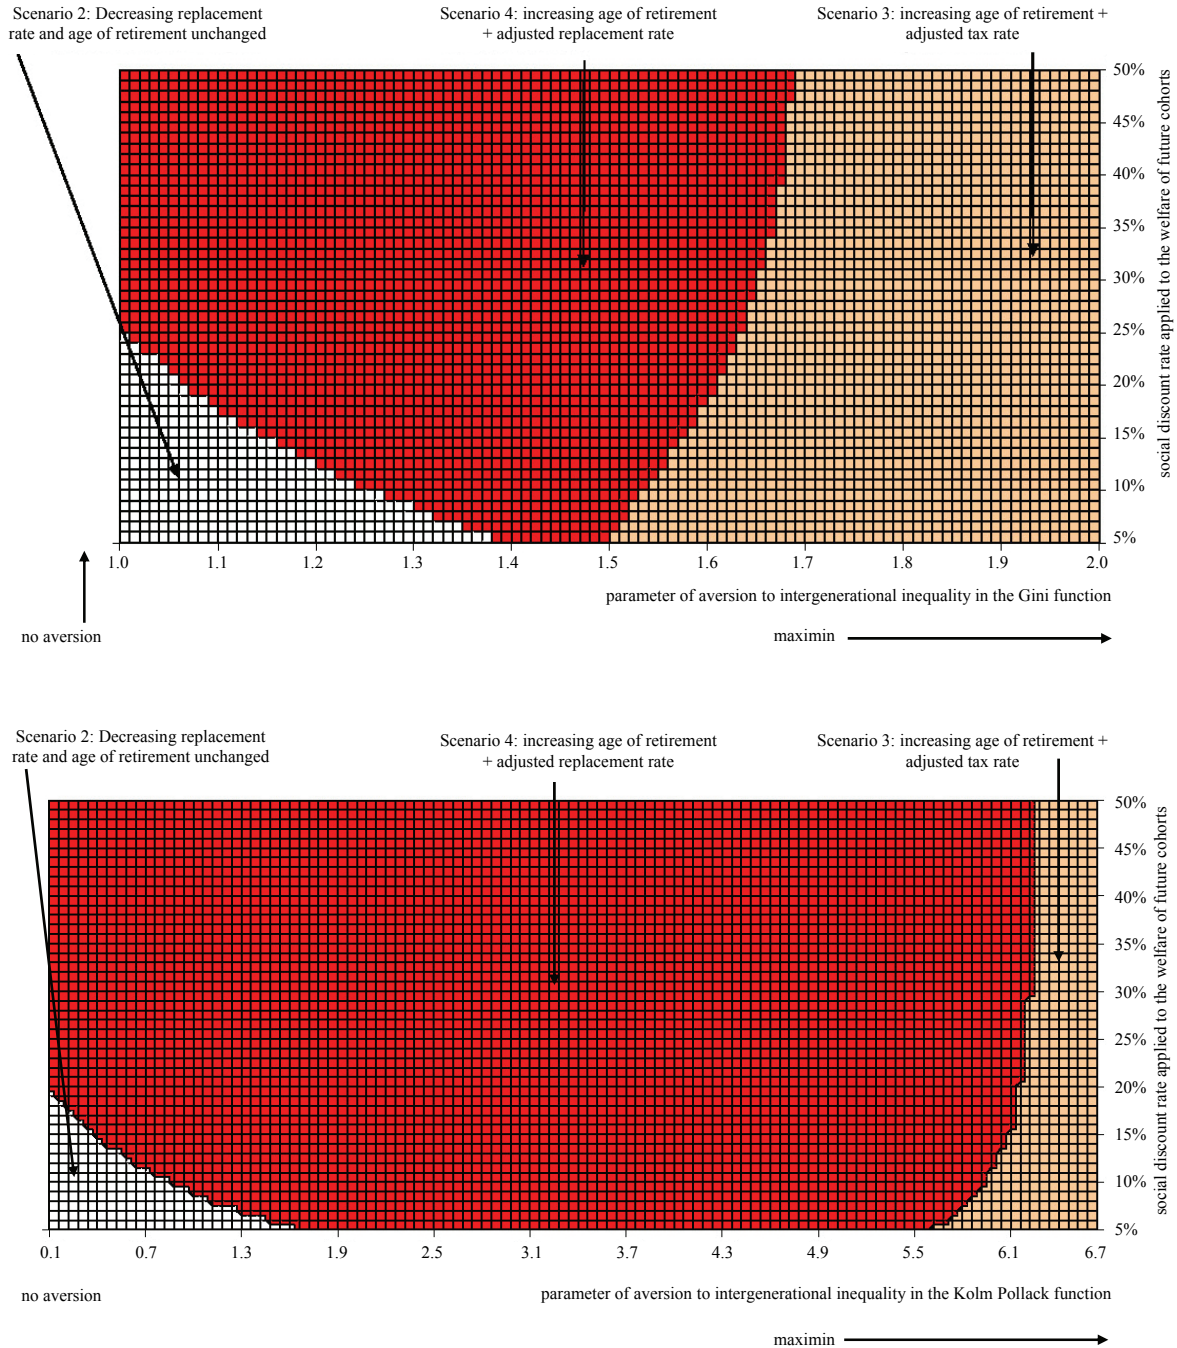 Scenario 2: Decreasing replacement
rate and age of retirement unchanged
Scenario 4: increasing age of retirement
+ adjusted replacement rate
Scenario 3: increasing age of retirement +
adjusted tax rate
50%
45%
40%
35%
30%
25%
20%
15%
10%
5%
social discount rate applied to the welfare of future cohorts
1.0 1.1 1.2 1.3 1.4 1.5 1.6 1.7 1.8 1.9 2.0
parameter of aversion to intergenerational inequality in the Gini function
no aversion
maximin
Scenario 2: Decreasing replacement
rate and age of retirement unchanged
Scenario 4: increasing age of retirement
+ adjusted replacement rate
Scenario 3: increasing age of retirement +
adjusted tax rate
50%
45%
40%
35%
30%
25%
20%
15%
10%
5%
social discount rate applied to the welfare of future cohorts
0.1 0.7 1.3 1.9 2.5 3.1 3.7 4.3 4.9 5.5 6.1 6.7
no aversion
parameter of aversion to intergenerational inequality in the Kolm Pollack function
maximin